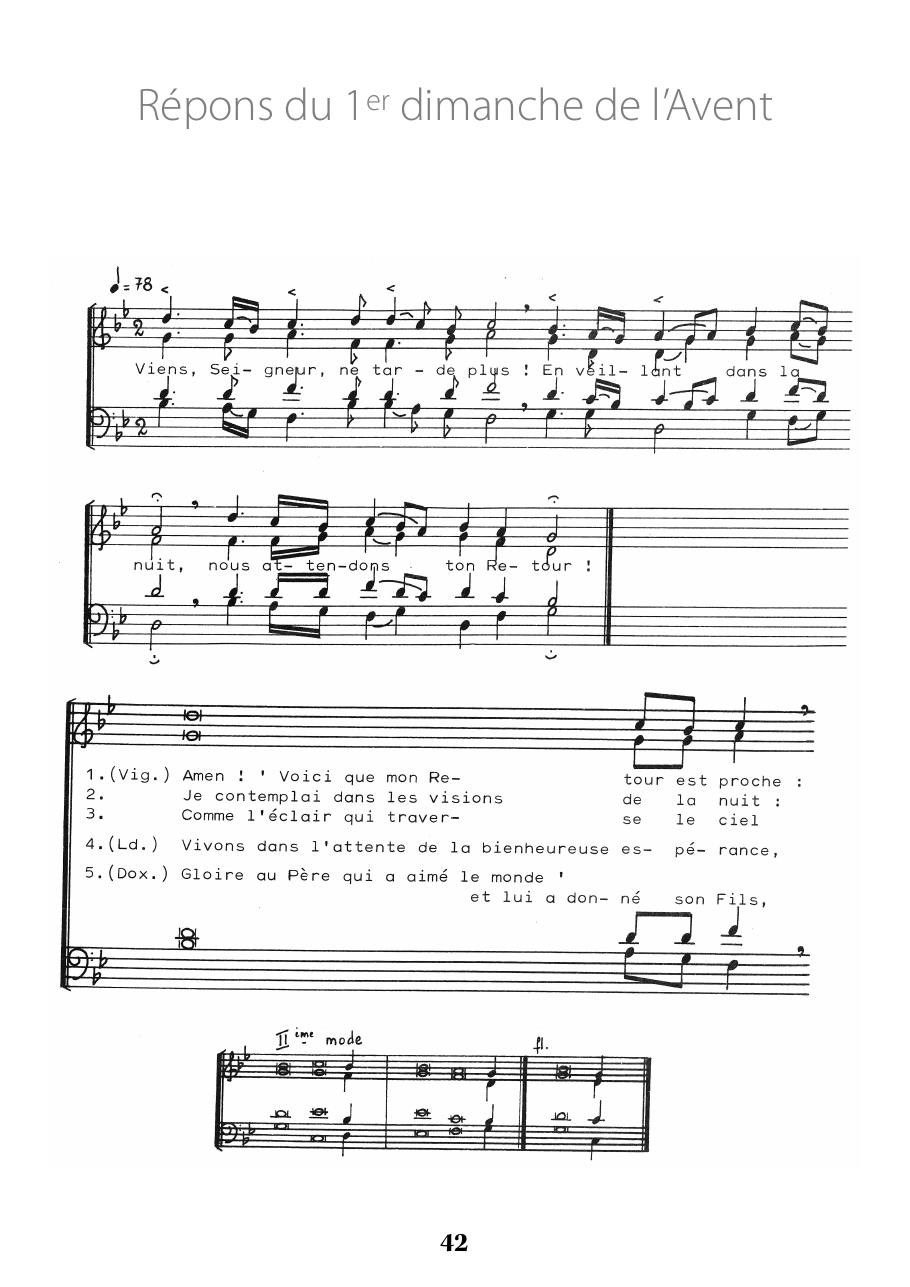 Répons du 1er dimanche de l'Avent
♩ = 78
Viens, Sei- gneur, ne tar - de plus ! En veil- lant dans la
nuit, nous at- ten-dons ton Re- tour !
1.(Vig.) Amen ! ' Voici que mon Re- tour est proche :
2. Je contemplai dans les visions de la nuit :
3. Comme l'éclair qui traver- se le ciel
4.(Ld.) Vivons dans l'attente de la bienheureuse es- pé- rance,
5.(Dox.) Gloire au Père qui a aimé le monde '
et lui a don- né son Fils,
II ime mode fl.
42